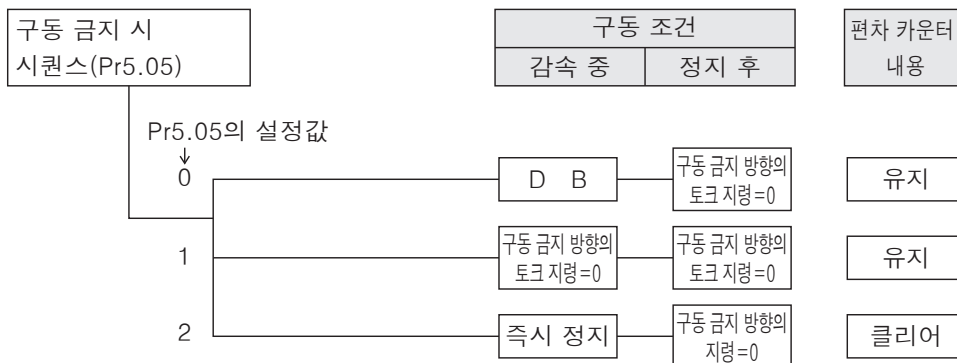 구동 금지 시
시퀀스(Pr5.05)
구동 조건
감속 중
정지 후
편차 카운터
내용
Pr5.05의 설정값
0
D B
구동 금지 방향의
토크 지령=0
유지
1
구동 금지 방향의
토크 지령=0
구동 금지 방향의
토크 지령=0
유지
2
즉시 정지
구동 금지 방향의
지령=0
클리어